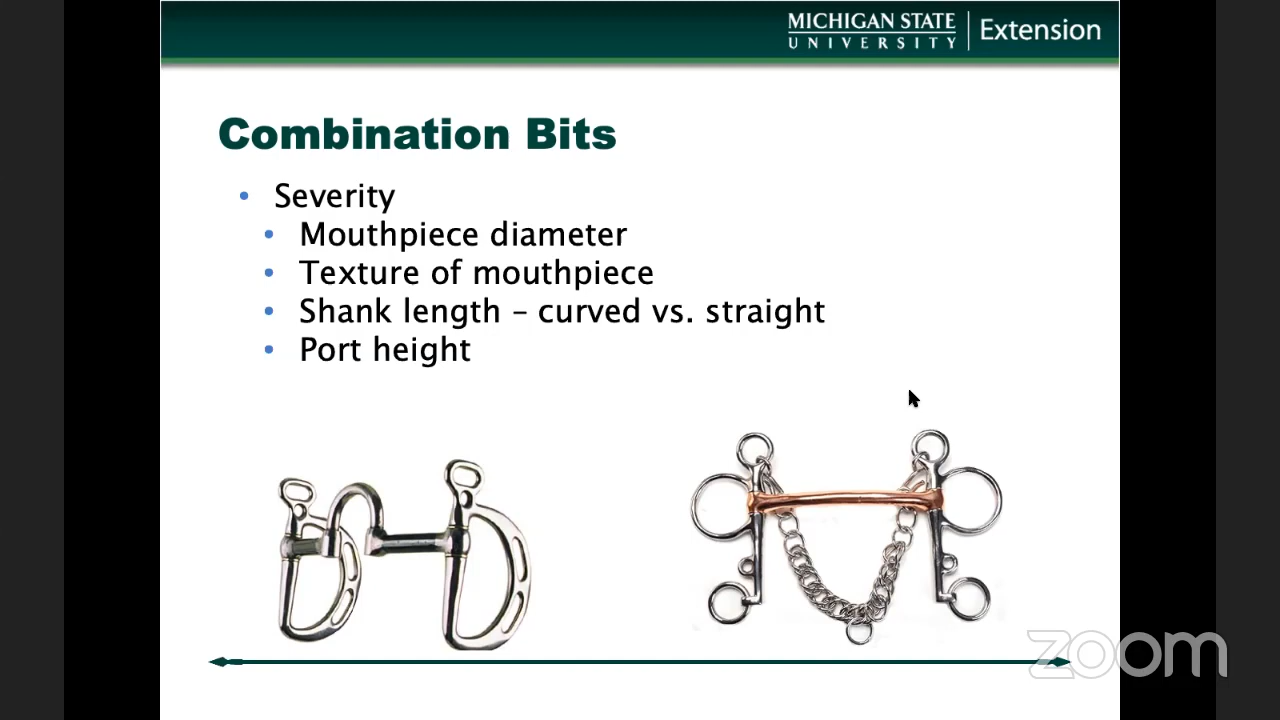 MICHIGAN STATE
UNIVERSITY
Extension
Combination Bits
• Severity
• Mouthpiece diameter
• Texture of mouthpiece
• Shank length – curved vs. straight
• Port height
zoom